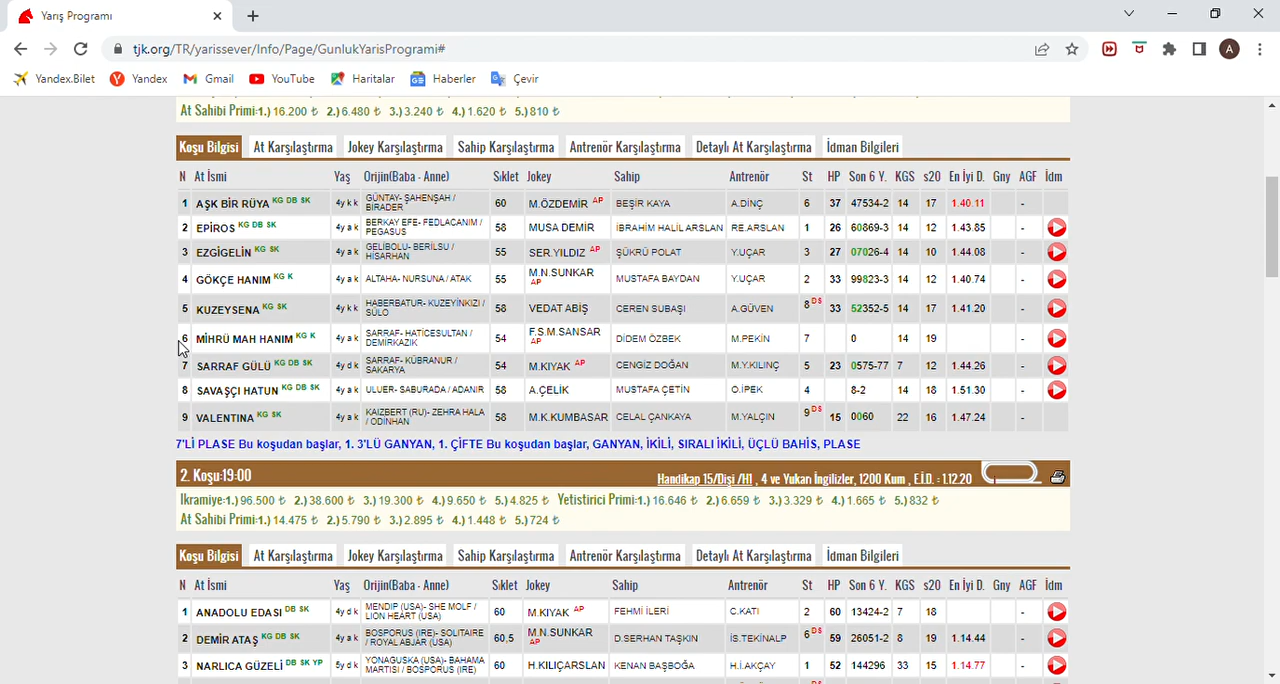 Yarış Programı
tjk.org/TR/yarissever/Info/Page/GunlukYarisProgrami#
A
Yandex.Bilet Yandex Gmail YouTube Haritalar Haberler Çevir
At Sahibi Primi:1.) 16.200 ₺ 2.) 6.480 ₺ 3.) 3.240 ₺ 4.) 1.620 ₺ 5.) 810 ₺
Koşu Bilgisi At Karşılaştırma Jokey Karşılaştırma Sahip Karşılaştırma Antrenör Karşılaştırma Detaylı At Karşılaştırma İdman Bilgileri
N At İsmi Yaş Orijin(Baba - Anne) Sıklet Jokey Sahip Antrenör St HP Son 6 Y. KGS s20 En İyi D. Gny AGF İdm
1 AŞK BİR RÜYA KG DB SK 4y k k GÜNTAY- ŞAHENŞAH / BIRADER 60 M.ÖZDEMİR AP BEŞİR KAYA A.DİNÇ 6 37 47534-2 14 17 1.40.11 -
2 EPİROS KG DB SK 4y a k BERKAY EFE- FEDLACANIM / PEGASUS 58 MUSA DEMİR İBRAHİM HALİL ARSLAN RE.ARSLAN 1 26 60869-3 14 12 1.43.85 -
3 EZGİGELİN KG SK 4y a k GELİBOLU- BERİLSU / HİSARHAN 55 SER.YILDIZ AP ŞÜKRÜ POLAT Y.UÇAR 3 27 07026-4 14 10 1.44.08 -
4 GÖKÇE HANIM KG K 4y a k ALTAHA- NURSUNA / ATAK 55 M.N.SUNKAR AP MUSTAFA BAYDAN Y.UÇAR 2 33 99823-3 14 12 1.40.74 -
5 KUZEYSENA KG SK 4y k k HABERBATUR- KUZEYİNKIZI / SÜLO 58 VEDAT ABİŞ CEREN SUBAŞI A.GÜVEN 8 DS 33 52352-5 14 17 1.41.20 -
6 MİHRÜ MAH HANIM KG K 4y a k SARRAF- HATİCESULTAN / DEMİRKAZIK 54 F.S.M.SANSAR AP DİDEM ÖZBEK M.PEKİN 7 0 14 19 -
7 SARRAF GÜLÜ KG DB SK 4y d k SARRAF- KÜBRANUR / SAKARYA 54 M.KIYAK AP CENGİZ DOĞAN M.Y.KILINÇ 5 23 0575-77 7 12 1.44.26 -
8 SAVAŞÇI HATUN KG DB SK 4y a k ULUER- SABURADA / ADANIR 58 A.ÇELİK MUSTAFA ÇETİN O.İPEK 4 8-2 14 18 1.51.30 -
9 VALENTINA KG SK 4y a k KAIZBERT (RU)- ZEHRA HALA / ODİNHAN 58 M.K.KUMBASAR CELAL ÇANKAYA M.YALÇIN 9 DS 15 0060 22 16 1.47.24 -
7'Lİ PLASE Bu koşudan başlar, 1. 3'LÜ GANYAN, 1. ÇİFTE Bu koşudan başlar, GANYAN, İKİLİ, SIRALI İKİLİ, ÜÇLÜ BAHİS, PLASE
2. Koşu:19:00 Handikap 15/Dişi /H1 , 4 ve Yukarı İngilizler, 1200 Kum , E.İ.D. : 1.12.20
Ikramiye:1.) 96.500 ₺ 2.) 38.600 ₺ 3.) 19.300 ₺ 4.) 9.650 ₺ 5.) 4.825 ₺ Yetistirici Primi:1.) 16.646 ₺ 2.) 6.659 ₺ 3.) 3.329 ₺ 4.) 1.665 ₺ 5.) 832 ₺
At Sahibi Primi:1.) 14.475 ₺ 2.) 5.790 ₺ 3.) 2.895 ₺ 4.) 1.448 ₺ 5.) 724 ₺
Koşu Bilgisi At Karşılaştırma Jokey Karşılaştırma Sahip Karşılaştırma Antrenör Karşılaştırma Detaylı At Karşılaştırma İdman Bilgileri
N At İsmi Yaş Orijin(Baba - Anne) Sıklet Jokey Sahip Antrenör St HP Son 6 Y. KGS s20 En İyi D. Gny AGF İdm
1 ANADOLU EDASI DB SK 4y d k MENDIP (USA)- SHE MOLF / LION HEART (USA) 60 M.KIYAK AP FEHMİ İLERİ C.KATI 2 60 13424-2 7 18 -
2 DEMİR ATAŞ KG DB SK 4y a k BOSPORUS (IRE)- SOLITAIRE / ROYAL ABJAR (USA) 60,5 M.N.SUNKAR AP D.SERHAN TAŞKIN İS.TEKİNALP 6 DS 59 26051-2 8 19 1.14.44 -
3 NARLICA GÜZELİ DB SK YP 5y d k YONAGUSKA (USA)- BAHAMA MARTISI / BOSPORUS (IRE) 60 H.KILIÇARSLAN KENAN BAŞBOĞA H.İ.AKÇAY 1 52 144296 33 15 1.14.77 -